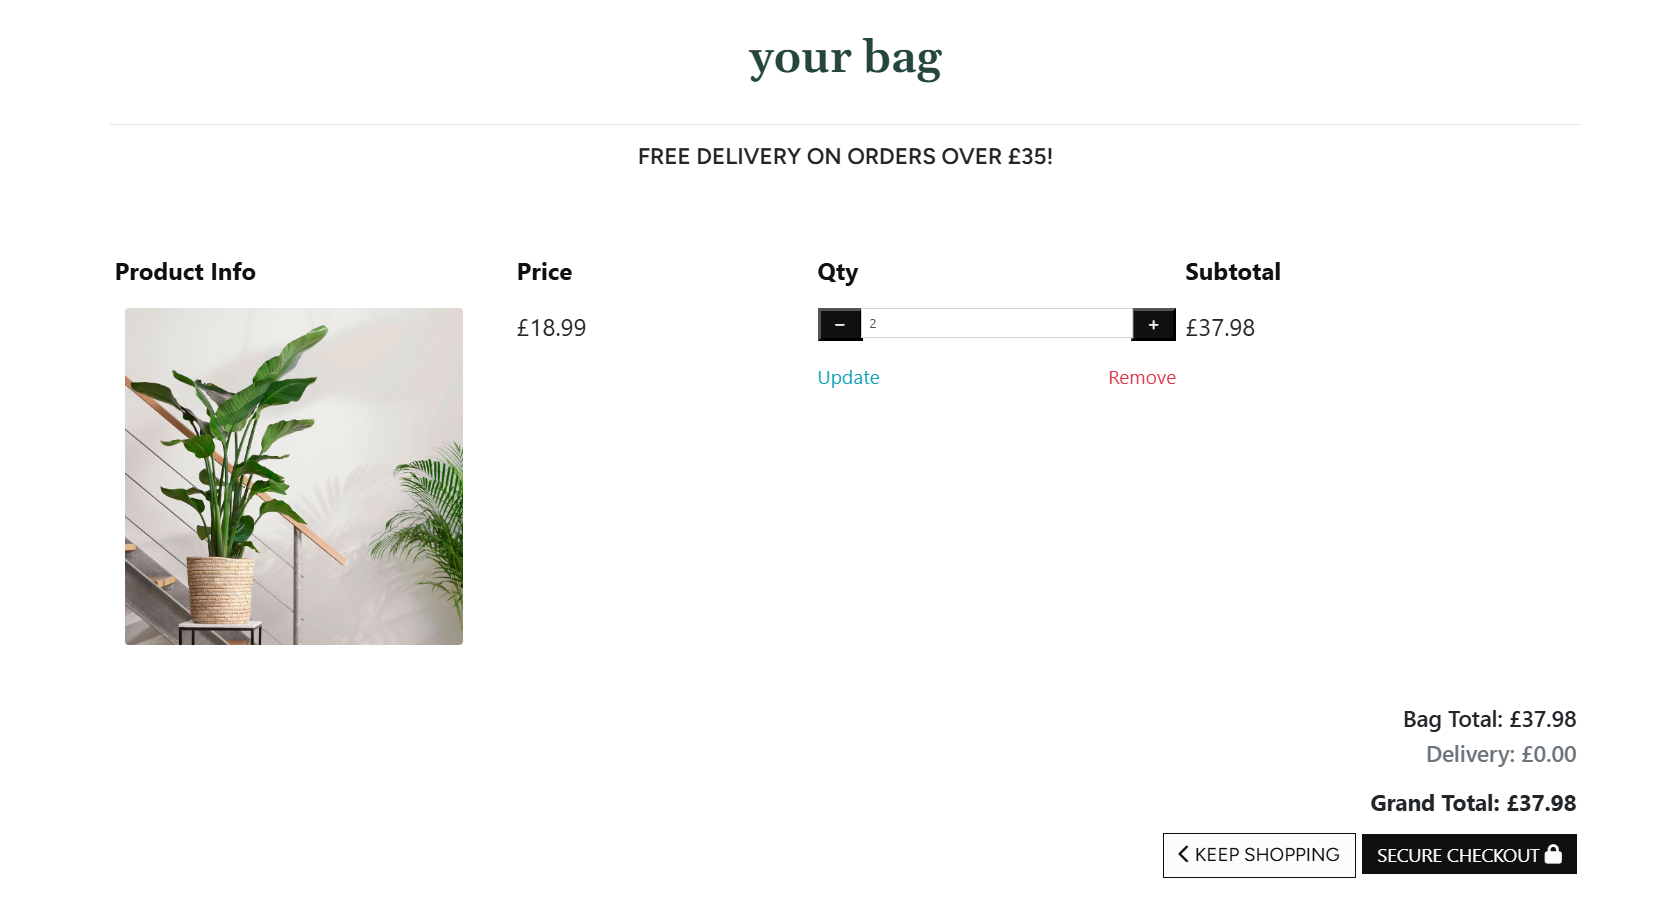 your bag
FREE DELIVERY ON ORDERS OVER £35!
Product Info Price Qty Subtotal
£18.99 − 2 + £37.98
Update Remove
Bag Total: £37.98
Delivery: £0.00
Grand Total: £37.98
KEEP SHOPPING SECURE CHECKOUT